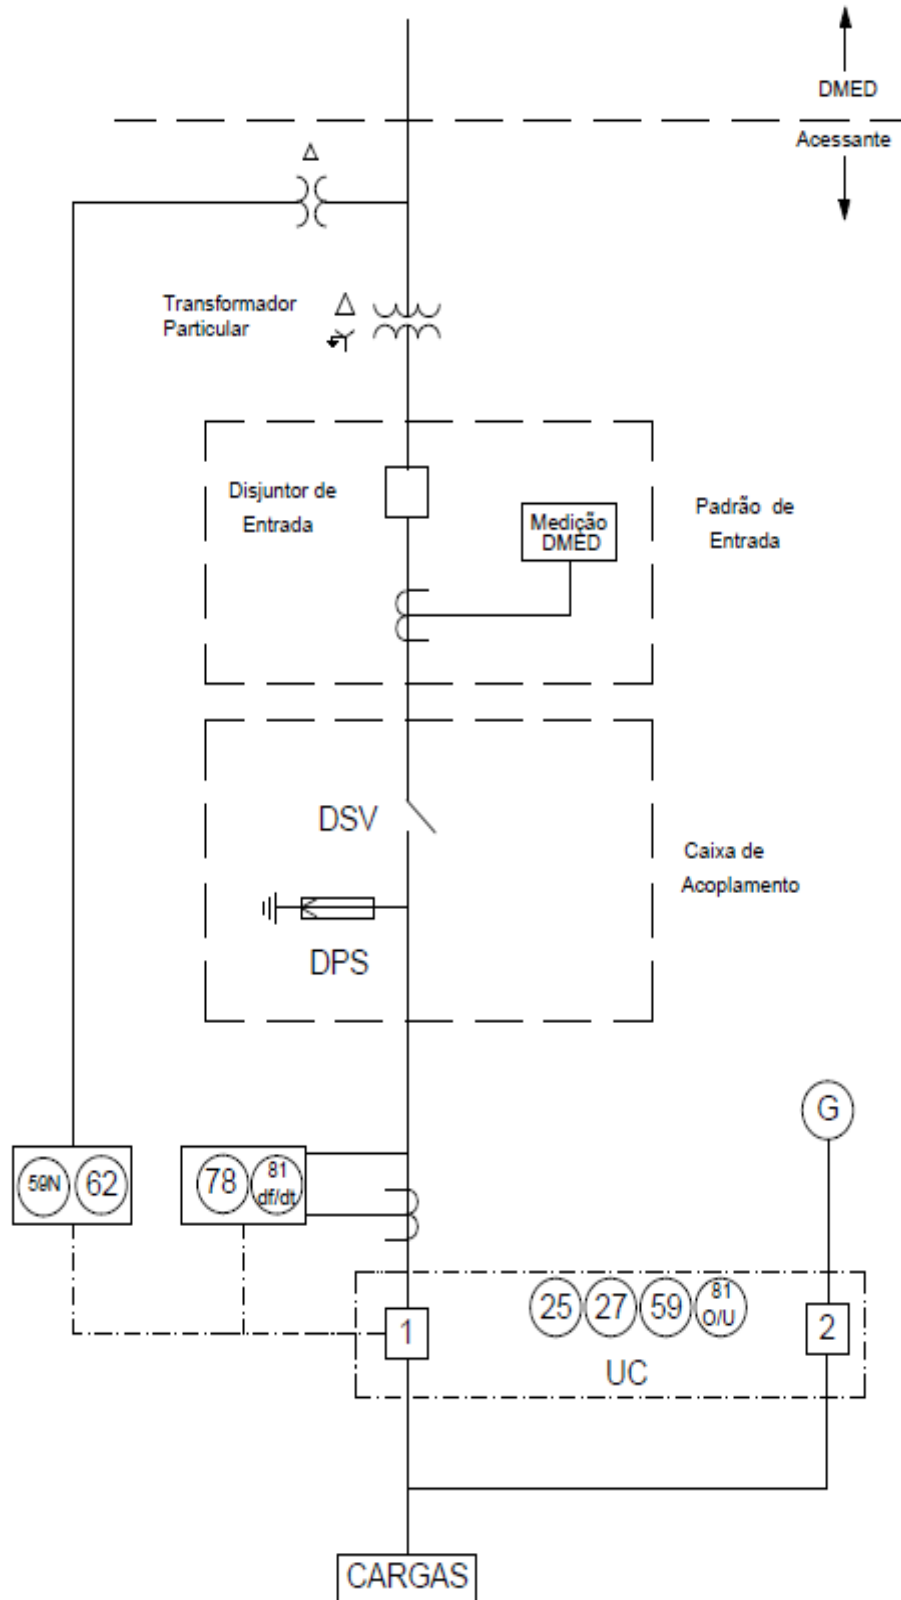 DMED
Acessante
Transformador
Particular
Disjuntor de
Entrada
Medição
DMED
Padrão de
Entrada
DSV
DPS
Caixa de
Acoplamento
G
59N
62
78
81
df/dt
25
27
59
81
O/U
1
2
UC
CARGAS